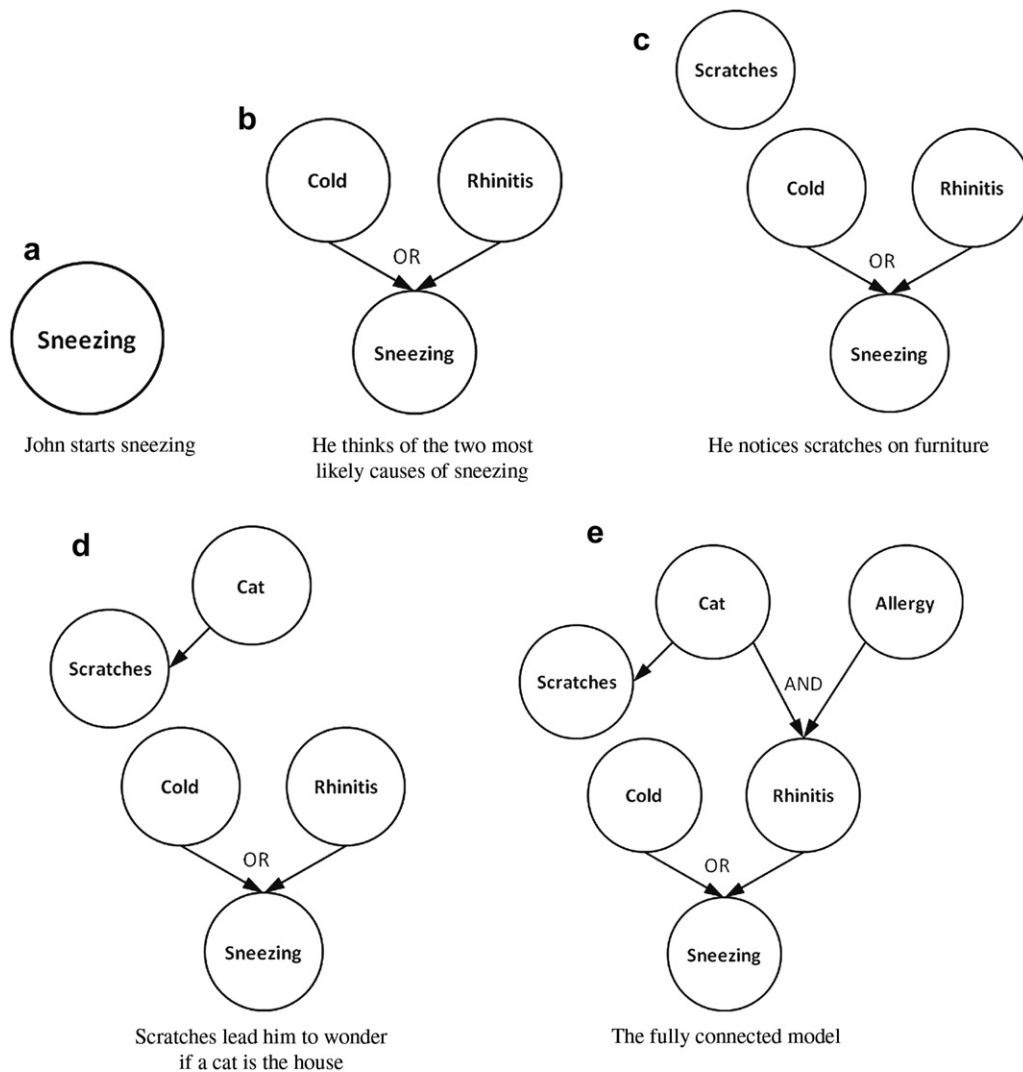 a
Sneezing
John starts sneezing
b
Cold
Rhinitis
OR
Sneezing
He thinks of the two most
likely causes of sneezing
c
Scratches
Cold
Rhinitis
OR
Sneezing
He notices scratches on furniture
d
Cat
Scratches
Cold
Rhinitis
OR
Sneezing
Scratches lead him to wonder
if a cat is the house
e
Cat
Allergy
Scratches
AND
Cold
Rhinitis
OR
Sneezing
The fully connected model